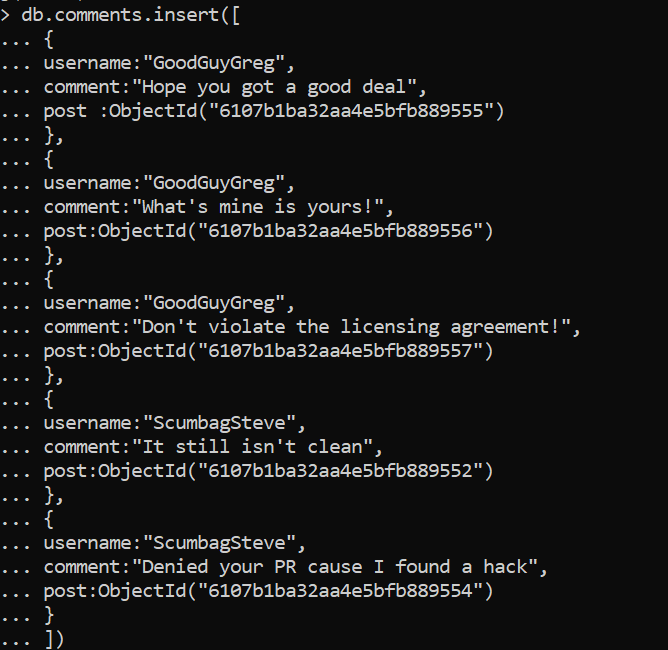 > db.comments.insert([
... {
... username:"GoodGuyGreg",
... comment:"Hope you got a good deal",
... post :ObjectId("6107b1ba32aa4e5bfb889555")
... },
... {
... username:"GoodGuyGreg",
... comment:"What's mine is yours!",
... post:ObjectId("6107b1ba32aa4e5bfb889556")
... },
... {
... username:"GoodGuyGreg",
... comment:"Don't violate the licensing agreement!",
... post:ObjectId("6107b1ba32aa4e5bfb889557")
... },
... {
... username:"ScumbagSteve",
... comment:"It still isn't clean",
... post:ObjectId("6107b1ba32aa4e5bfb889552")
... },
... {
... username:"ScumbagSteve",
... comment:"Denied your PR cause I found a hack",
... post:ObjectId("6107b1ba32aa4e5bfb889554")
... }
... ])